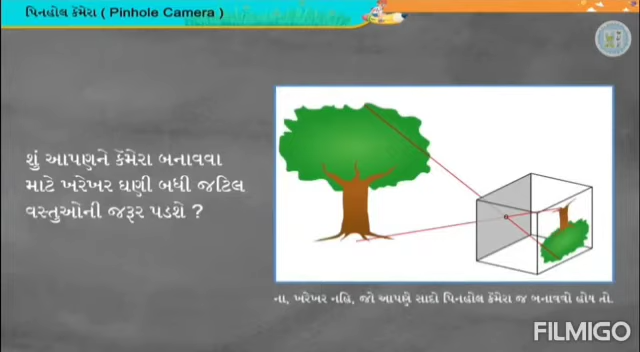 પિનહોલ કૅમેરા ( Pinhole Camera )
શું આપણને કૅમેરા બનાવવા
માટે ખરેખર ઘણી બધી જટિલ
વસ્તુઓની જરૂર પડશે ?
ના, ખરેખર નહિ, જો આપણે સાદો પિનહોલ કૅમેરા જ બનાવવો હોય તો.
FILMIGO